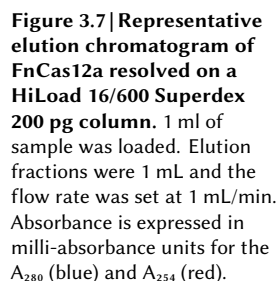 Figure 3.7 | Representative
elution chromatogram of
FnCas12a resolved on a
HiLoad 16/600 Superdex
200 pg column. 1 ml of
sample was loaded. Elution
fractions were 1 mL and the
flow rate was set at 1 mL/min.
Absorbance is expressed in
milli-absorbance units for the
A₂₈₀ (blue) and A₂₅₄ (red).